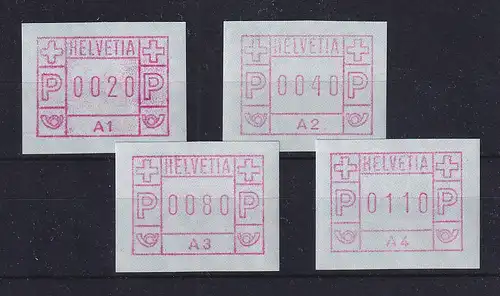 HELVETIA
P 0020 P
A1
HELVETIA
P 0040 P
A2
HELVETIA
P 0080 P
A3
HELVETIA
P 0110 P
A4